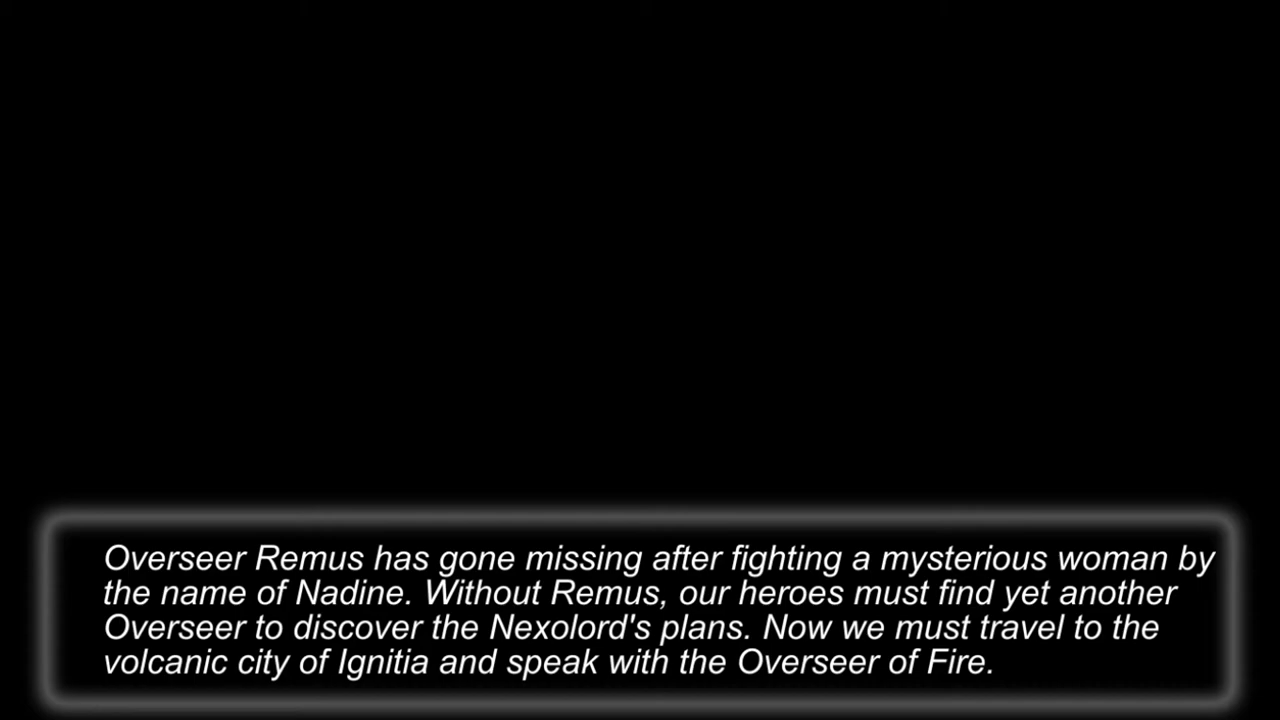 Overseer Remus has gone missing after fighting a mysterious woman by
the name of Nadine. Without Remus, our heroes must find yet another
Overseer to discover the Nexolord's plans. Now we must travel to the
volcanic city of Ignitia and speak with the Overseer of Fire.